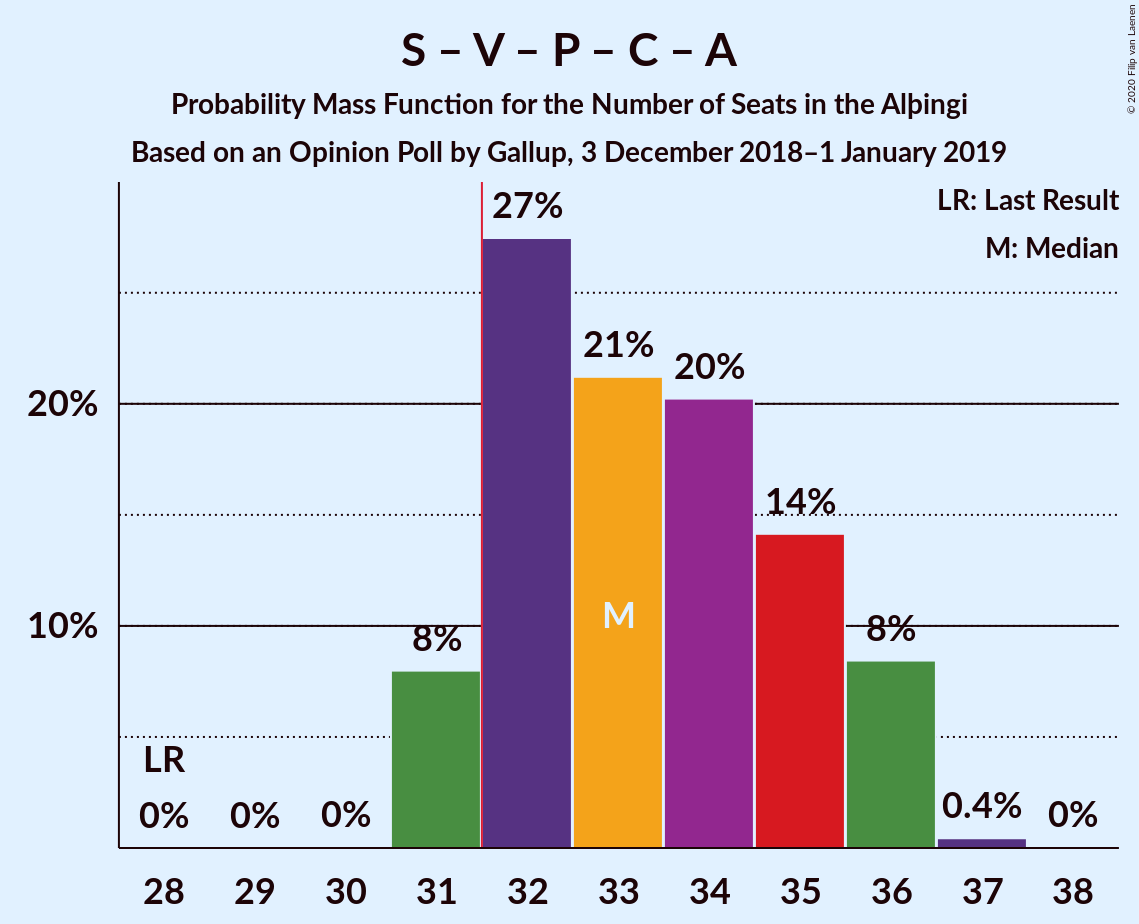 S – V – P – C – A
Probability Mass Function for the Number of Seats in the Alþingi
Based on an Opinion Poll by Gallup, 3 December 2018–1 January 2019
© 2020 Filip van Laenen
LR: Last Result
M: Median
27%
21%
20%
20%
14%
10%
8%
8%
M
LR
0%
0%
0%
0.4%
0%
28 29 30 31 32 33 34 35 36 37 38